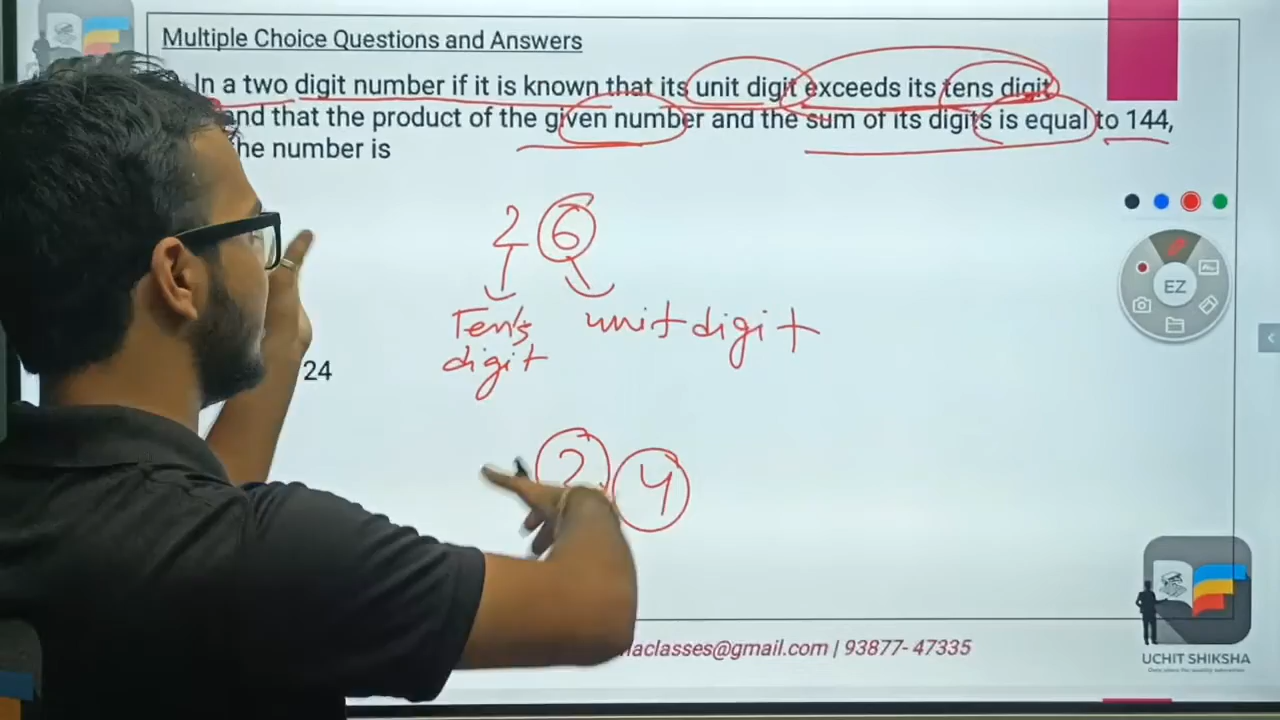 Multiple Choice Questions and Answers
In a two digit number if it is known that its unit digit exceeds its tens digit
and that the product of the given number and the sum of its digits is equal to 144,
the number is
2 6
Ten's digit
unit digit
24
2 4
EZ
laclasses@gmail.com | 93877- 47335
UCHIT SHIKSHA